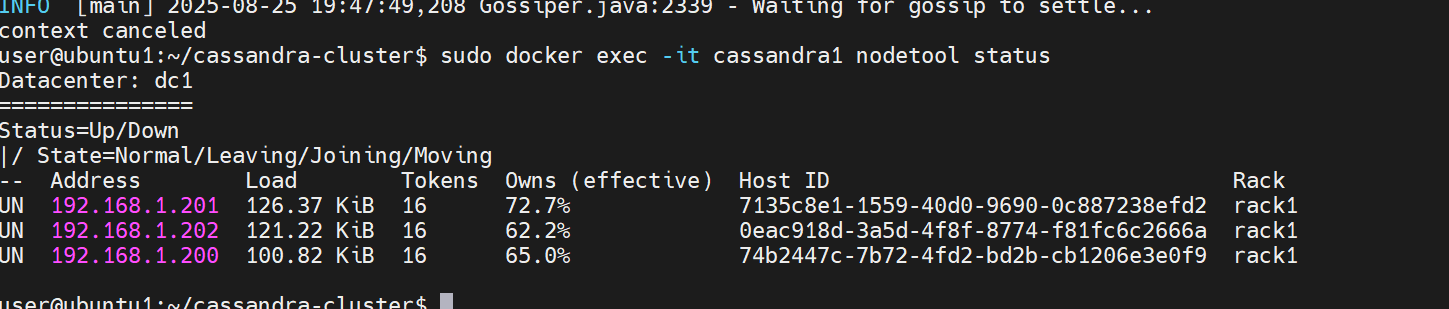 INFO  [main] 2025-08-25 19:47:49,208 Gossiper.java:2339 - Waiting for gossip to settle...
context canceled
user@ubuntu1:~/cassandra-cluster$ sudo docker exec -it cassandra1 nodetool status
Datacenter: dc1
===============
Status=Up/Down
|/ State=Normal/Leaving/Joining/Moving
--  Address        Load        Tokens  Owns (effective)  Host ID                               Rack
UN  192.168.1.201  126.37 KiB  16      72.7%             7135c8e1-1559-40d0-9690-0c887238efd2  rack1
UN  192.168.1.202  121.22 KiB  16      62.2%             0eac918d-3a5d-4f8f-8774-f81fc6c2666a  rack1
UN  192.168.1.200  100.82 KiB  16      65.0%             74b2447c-7b72-4fd2-bd2b-cb1206e3e0f9  rack1
user@ubuntu1:~/cassandra-cluster$